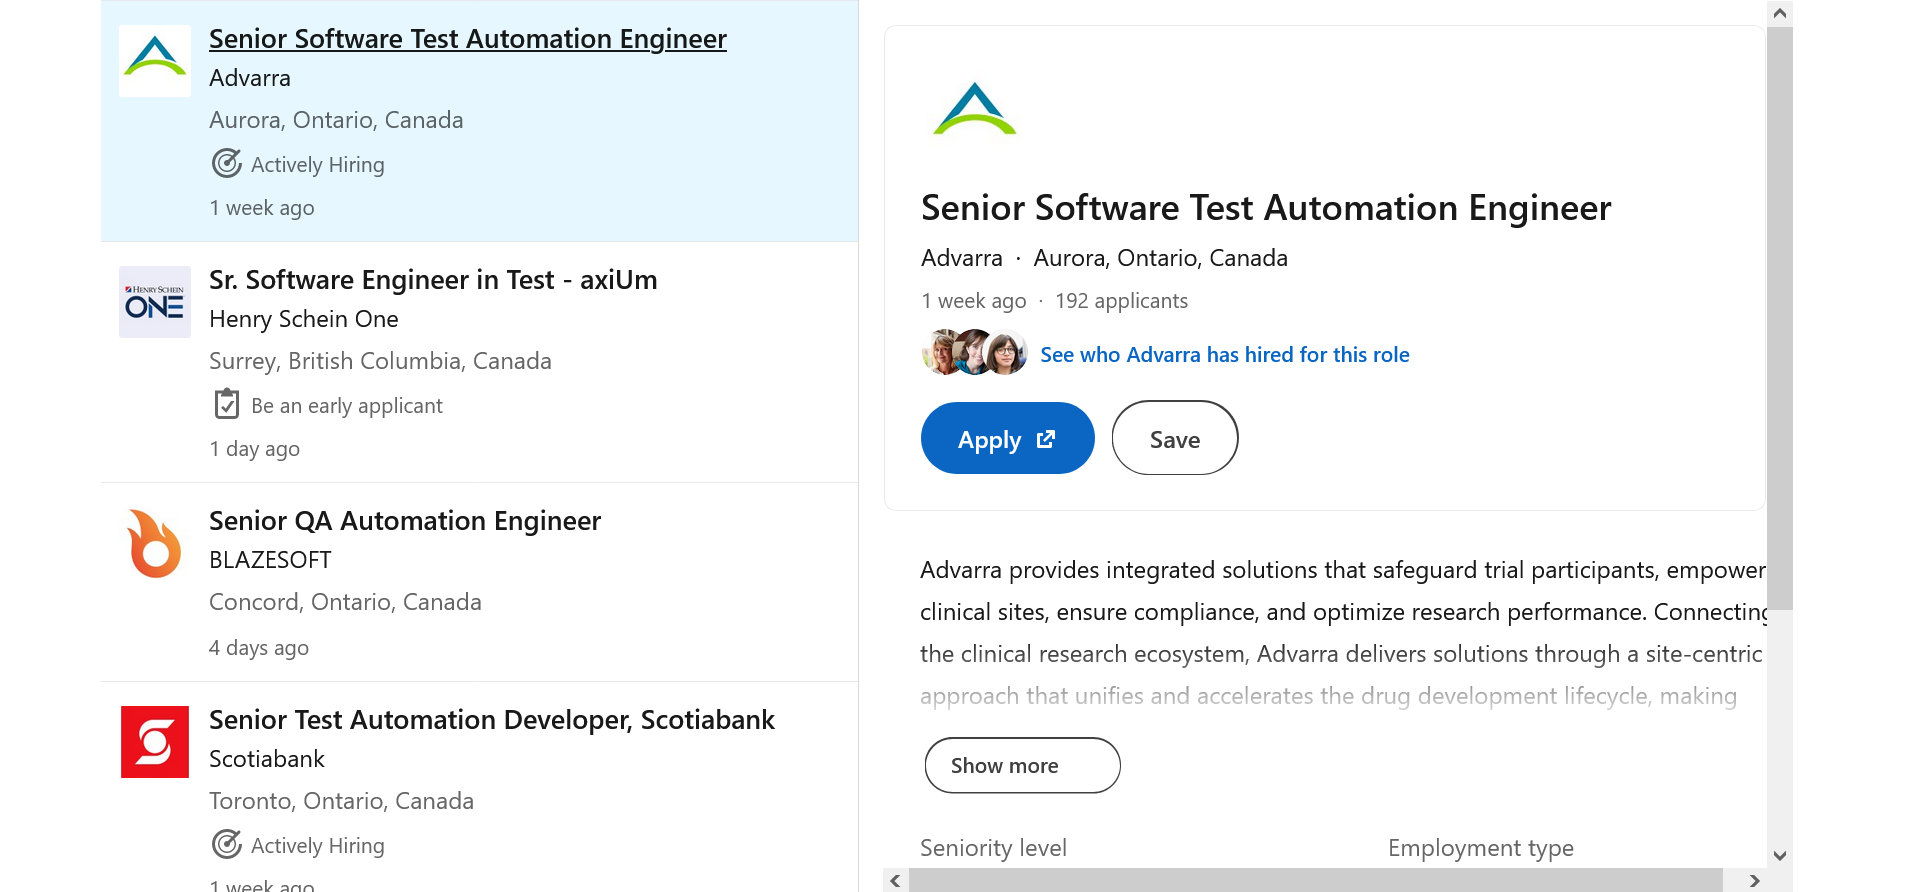 Senior Software Test Automation Engineer
Advarra
Aurora, Ontario, Canada
Actively Hiring
1 week ago
HENRY SCHEIN
ONE
Sr. Software Engineer in Test - axiUm
Henry Schein One
Surrey, British Columbia, Canada
Be an early applicant
1 day ago
Senior QA Automation Engineer
BLAZESOFT
Concord, Ontario, Canada
4 days ago
Senior Test Automation Developer, Scotiabank
Scotiabank
Toronto, Ontario, Canada
Actively Hiring
1 week ago
Senior Software Test Automation Engineer
Advarra · Aurora, Ontario, Canada
1 week ago · 192 applicants
See who Advarra has hired for this role
Apply
Save
Advarra provides integrated solutions that safeguard trial participants, empower
clinical sites, ensure compliance, and optimize research performance. Connecting
the clinical research ecosystem, Advarra delivers solutions through a site-centric
approach that unifies and accelerates the drug development lifecycle, making
Show more
Seniority level
Employment type